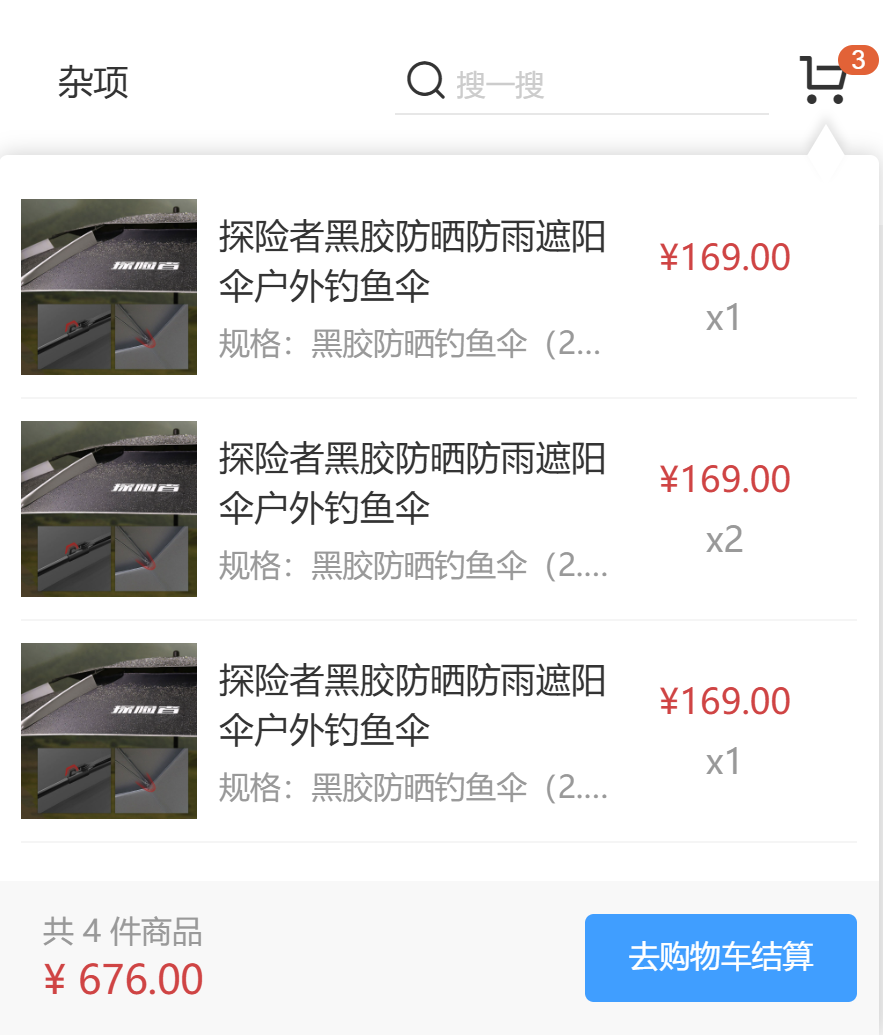 杂项
搜一搜
3
探险者黑胶防晒防雨遮阳
伞户外钓鱼伞
规格：黑胶防晒钓鱼伞（2...
¥169.00
x1
探险者
探险者黑胶防晒防雨遮阳
伞户外钓鱼伞
规格：黑胶防晒钓鱼伞（2....
¥169.00
x2
探险者
探险者黑胶防晒防雨遮阳
伞户外钓鱼伞
规格：黑胶防晒钓鱼伞（2....
¥169.00
x1
探险者
共 4 件商品
¥ 676.00
去购物车结算